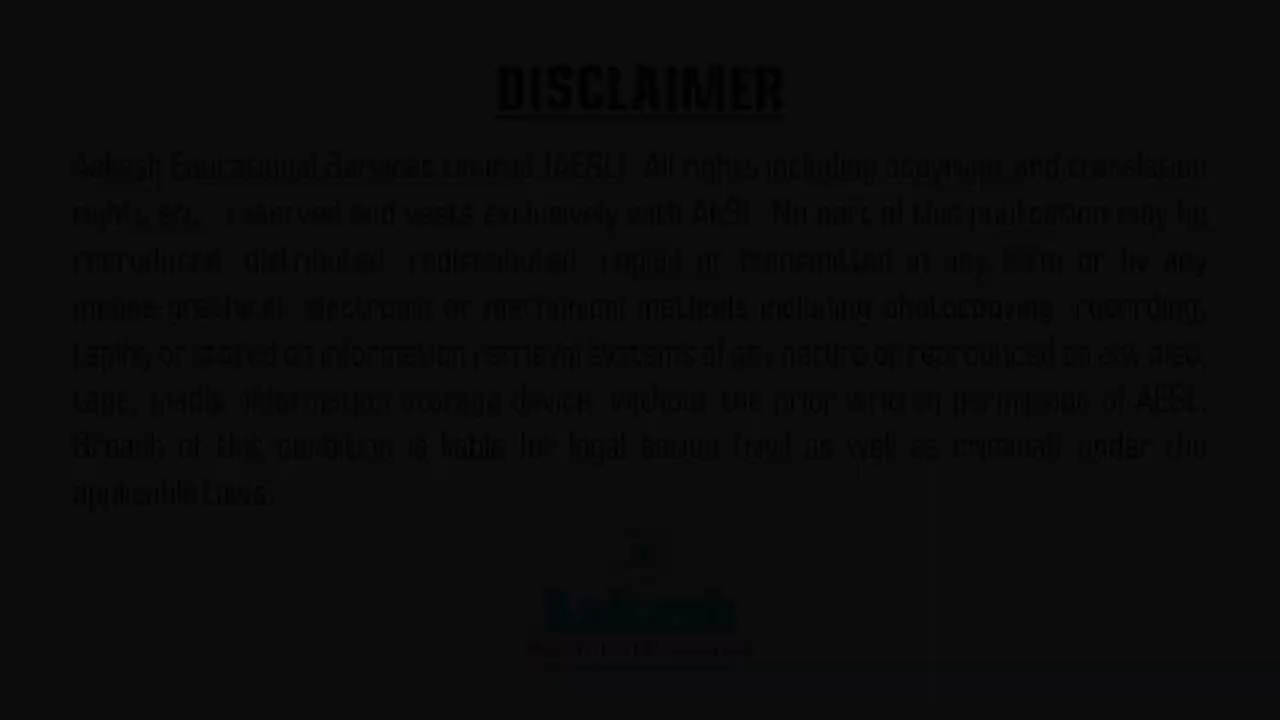 DISCLAIMER
Aakash Educational Services Limited (AESL). All rights including copyright and translation
rights etc. reserved and vests exclusively with AESL. No part of this publication may be
reproduced, distributed, redistributed, copied or transmitted in any form or by any
means-graphical, electronic or mechanical methods including photocopying, recording,
taping or stored on information retrieval systems of any nature or reproduced on any disc,
tape, media, information storage device, without the prior written permission of AESL.
Breach of this condition is liable for legal action (civil as well as criminal) under the
applicable Laws.
Aakash